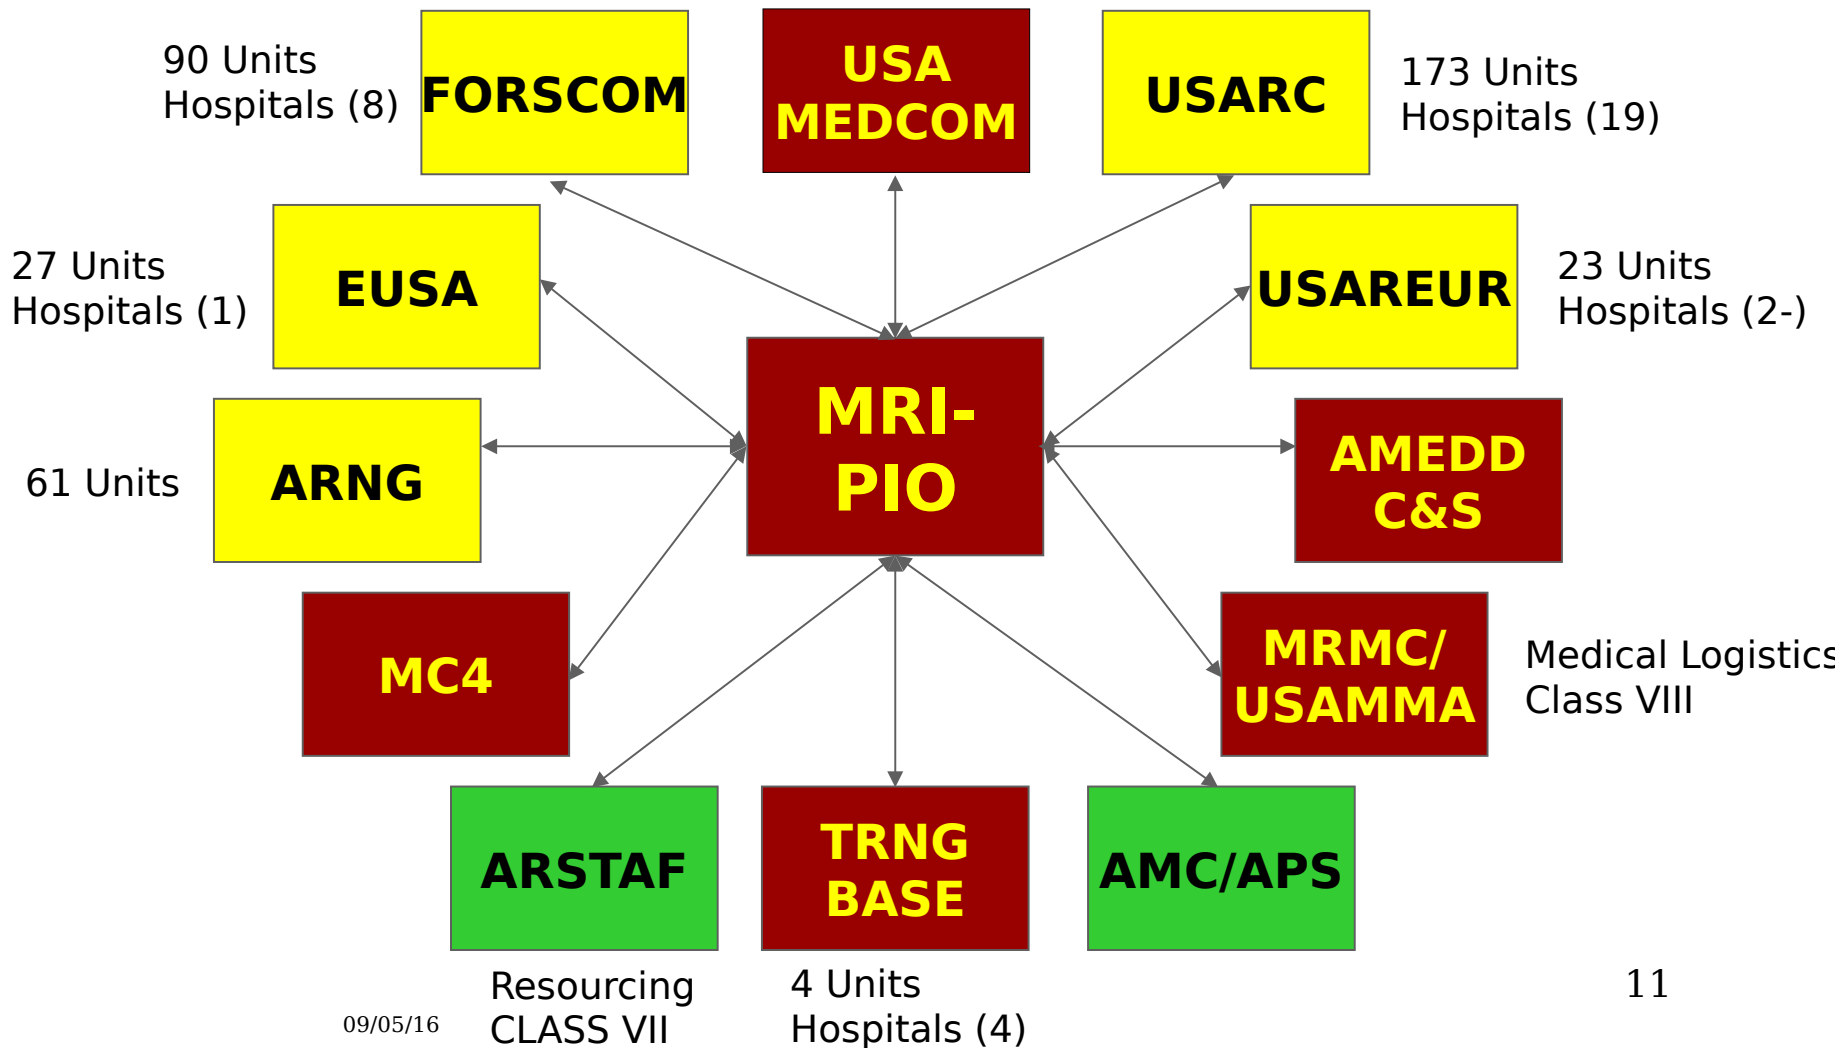 90 Units
Hospitals (8)
FORSCOM
USA
MEDCOM
USARC
173 Units
Hospitals (19)
27 Units
Hospitals (1)
EUSA
USAREUR
23 Units
Hospitals (2-)
61 Units
ARNG
MRI-
PIO
AMEDD
C&S
MC4
MRMC/
USAMMA
Medical Logistics
Class VIII
ARSTAF
TRNG
BASE
AMC/APS
Resourcing
CLASS VII
4 Units
Hospitals (4)
09/05/16
11